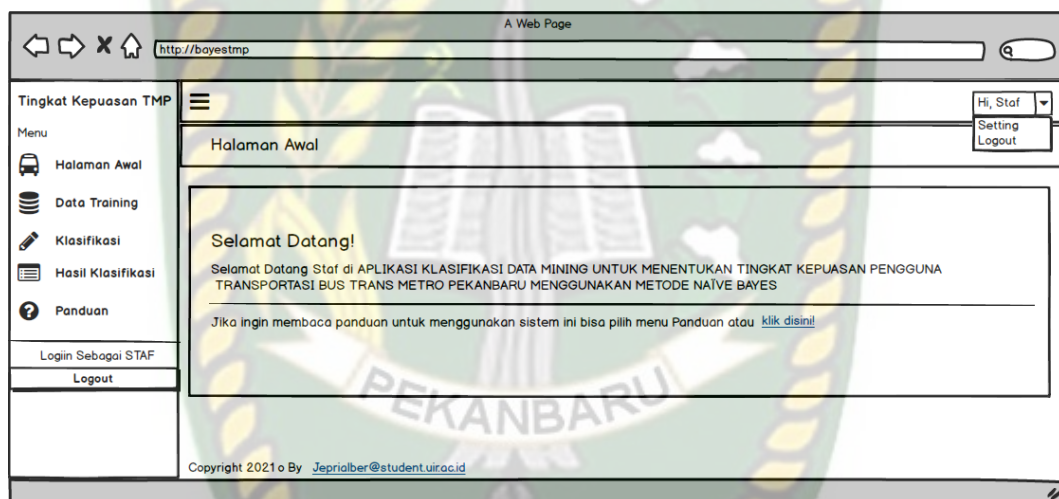 A Web Page
http://bayestmp
Tingkat Kepuasan TMP
Menu
Halaman Awal
Data Training
Klasifikasi
Hasil Klasifikasi
Panduan
Logiin Sebagai STAF
Logout
Hi, Staf
Setting
Logout
Halaman Awal
Selamat Datang!
Selamat Datang Staf di APLIKASI KLASIFIKASI DATA MINING UNTUK MENENTUKAN TINGKAT KEPUASAN PENGGUNA
TRANSPORTASI BUS TRANS METRO PEKANBARU MENGGUNAKAN METODE NAÏVE BAYES
Jika ingin membaca panduan untuk menggunakan sistem ini bisa pilih menu Panduan atau klik disini!
PEKANBARU
Copyright 2021 o By Jeprialber@student.uir.ac.id